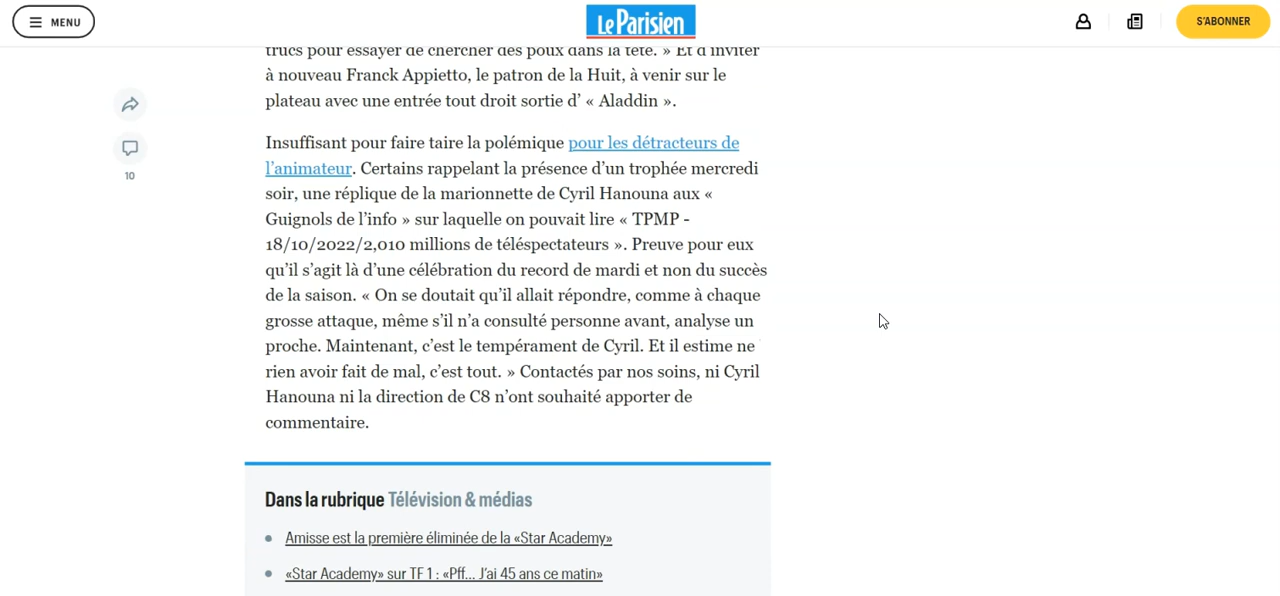 MENU
Le Parisien
S'ABONNER
trucs pour essayer de chercher des poux dans la tête. » Et d'inviter
à nouveau Franck Appietto, le patron de la Huit, à venir sur le
plateau avec une entrée tout droit sortie d' « Aladdin ».
10
Insuffisant pour faire taire la polémique pour les détracteurs de
l'animateur. Certains rappelant la présence d'un trophée mercredi
soir, une réplique de la marionnette de Cyril Hanouna aux «
Guignols de l'info » sur laquelle on pouvait lire « TPMP -
18/10/2022/2,010 millions de téléspectateurs ». Preuve pour eux
qu'il s'agit là d'une célébration du record de mardi et non du succès
de la saison. « On se doutait qu'il allait répondre, comme à chaque
grosse attaque, même s'il n'a consulté personne avant, analyse un
proche. Maintenant, c'est le tempérament de Cyril. Et il estime ne
rien avoir fait de mal, c'est tout. » Contactés par nos soins, ni Cyril
Hanouna ni la direction de C8 n'ont souhaité apporter de
commentaire.
Dans la rubrique Télévision & médias
Amisse est la première éliminée de la «Star Academy»
«Star Academy» sur TF1 : «Pff... J'ai 45 ans ce matin»